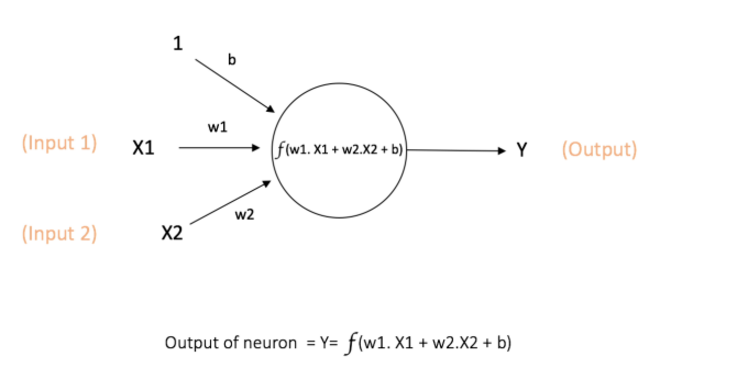 1
b
w1
(Input 1) X1 f(w1. X1 + w2.X2 + b) Y (Output)
w2
(Input 2) X2
Output of neuron = Y= f(w1. X1 + w2.X2 + b)